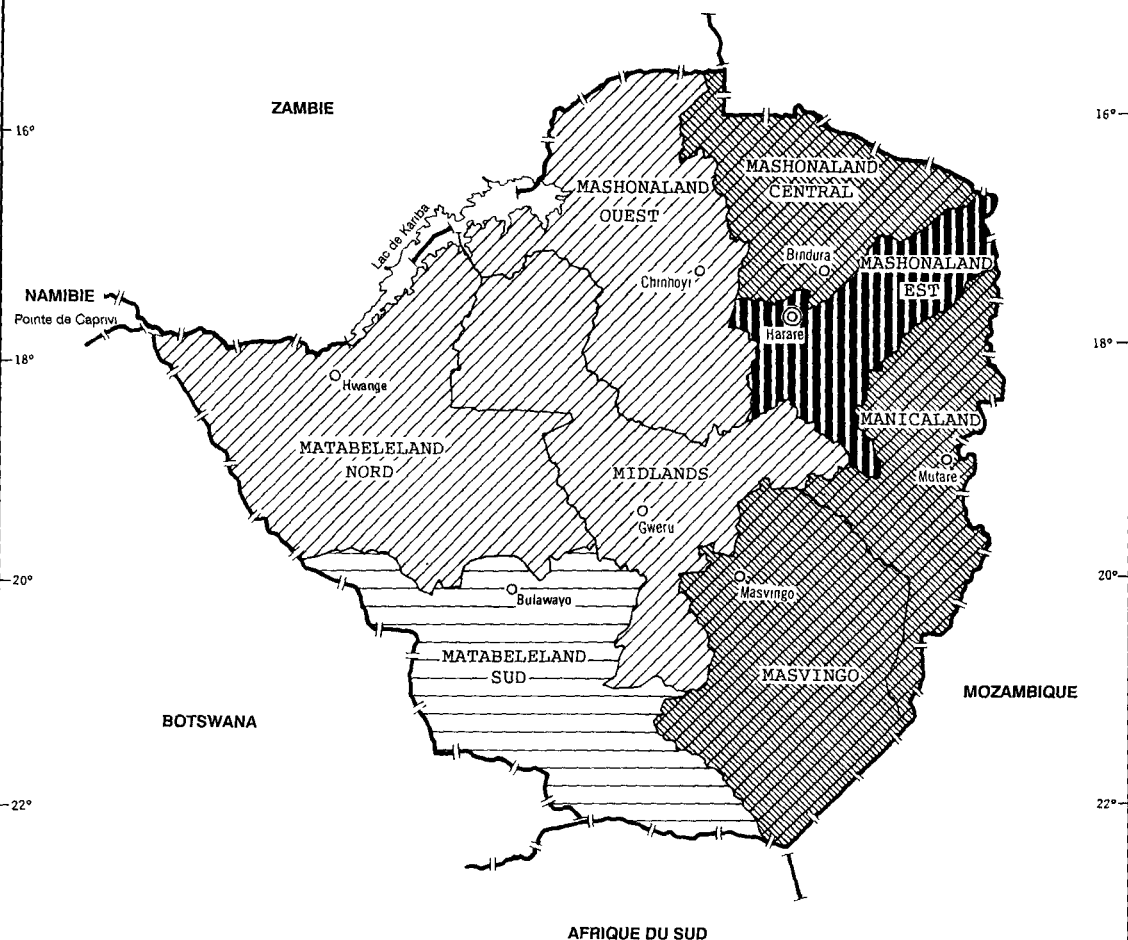 ZAMBIE
16°
16°
MASHONALAND
CENTRAL
MASHONALAND
OUEST
Lac de Kariba
Bindura
MASHONALAND
EST
Chinhoyi
NAMIBIE
Pointe de Caprivi
Harare
18°
18°
Hwange
MANICALAND
MATABELELAND
NORD
MIDLANDS
Mutare
Gweru
20°
20°
Bulawayo
Masvingo
MATABELELAND
SUD
MASVINGO
MOZAMBIQUE
BOTSWANA
22°
22°
AFRIQUE DU SUD